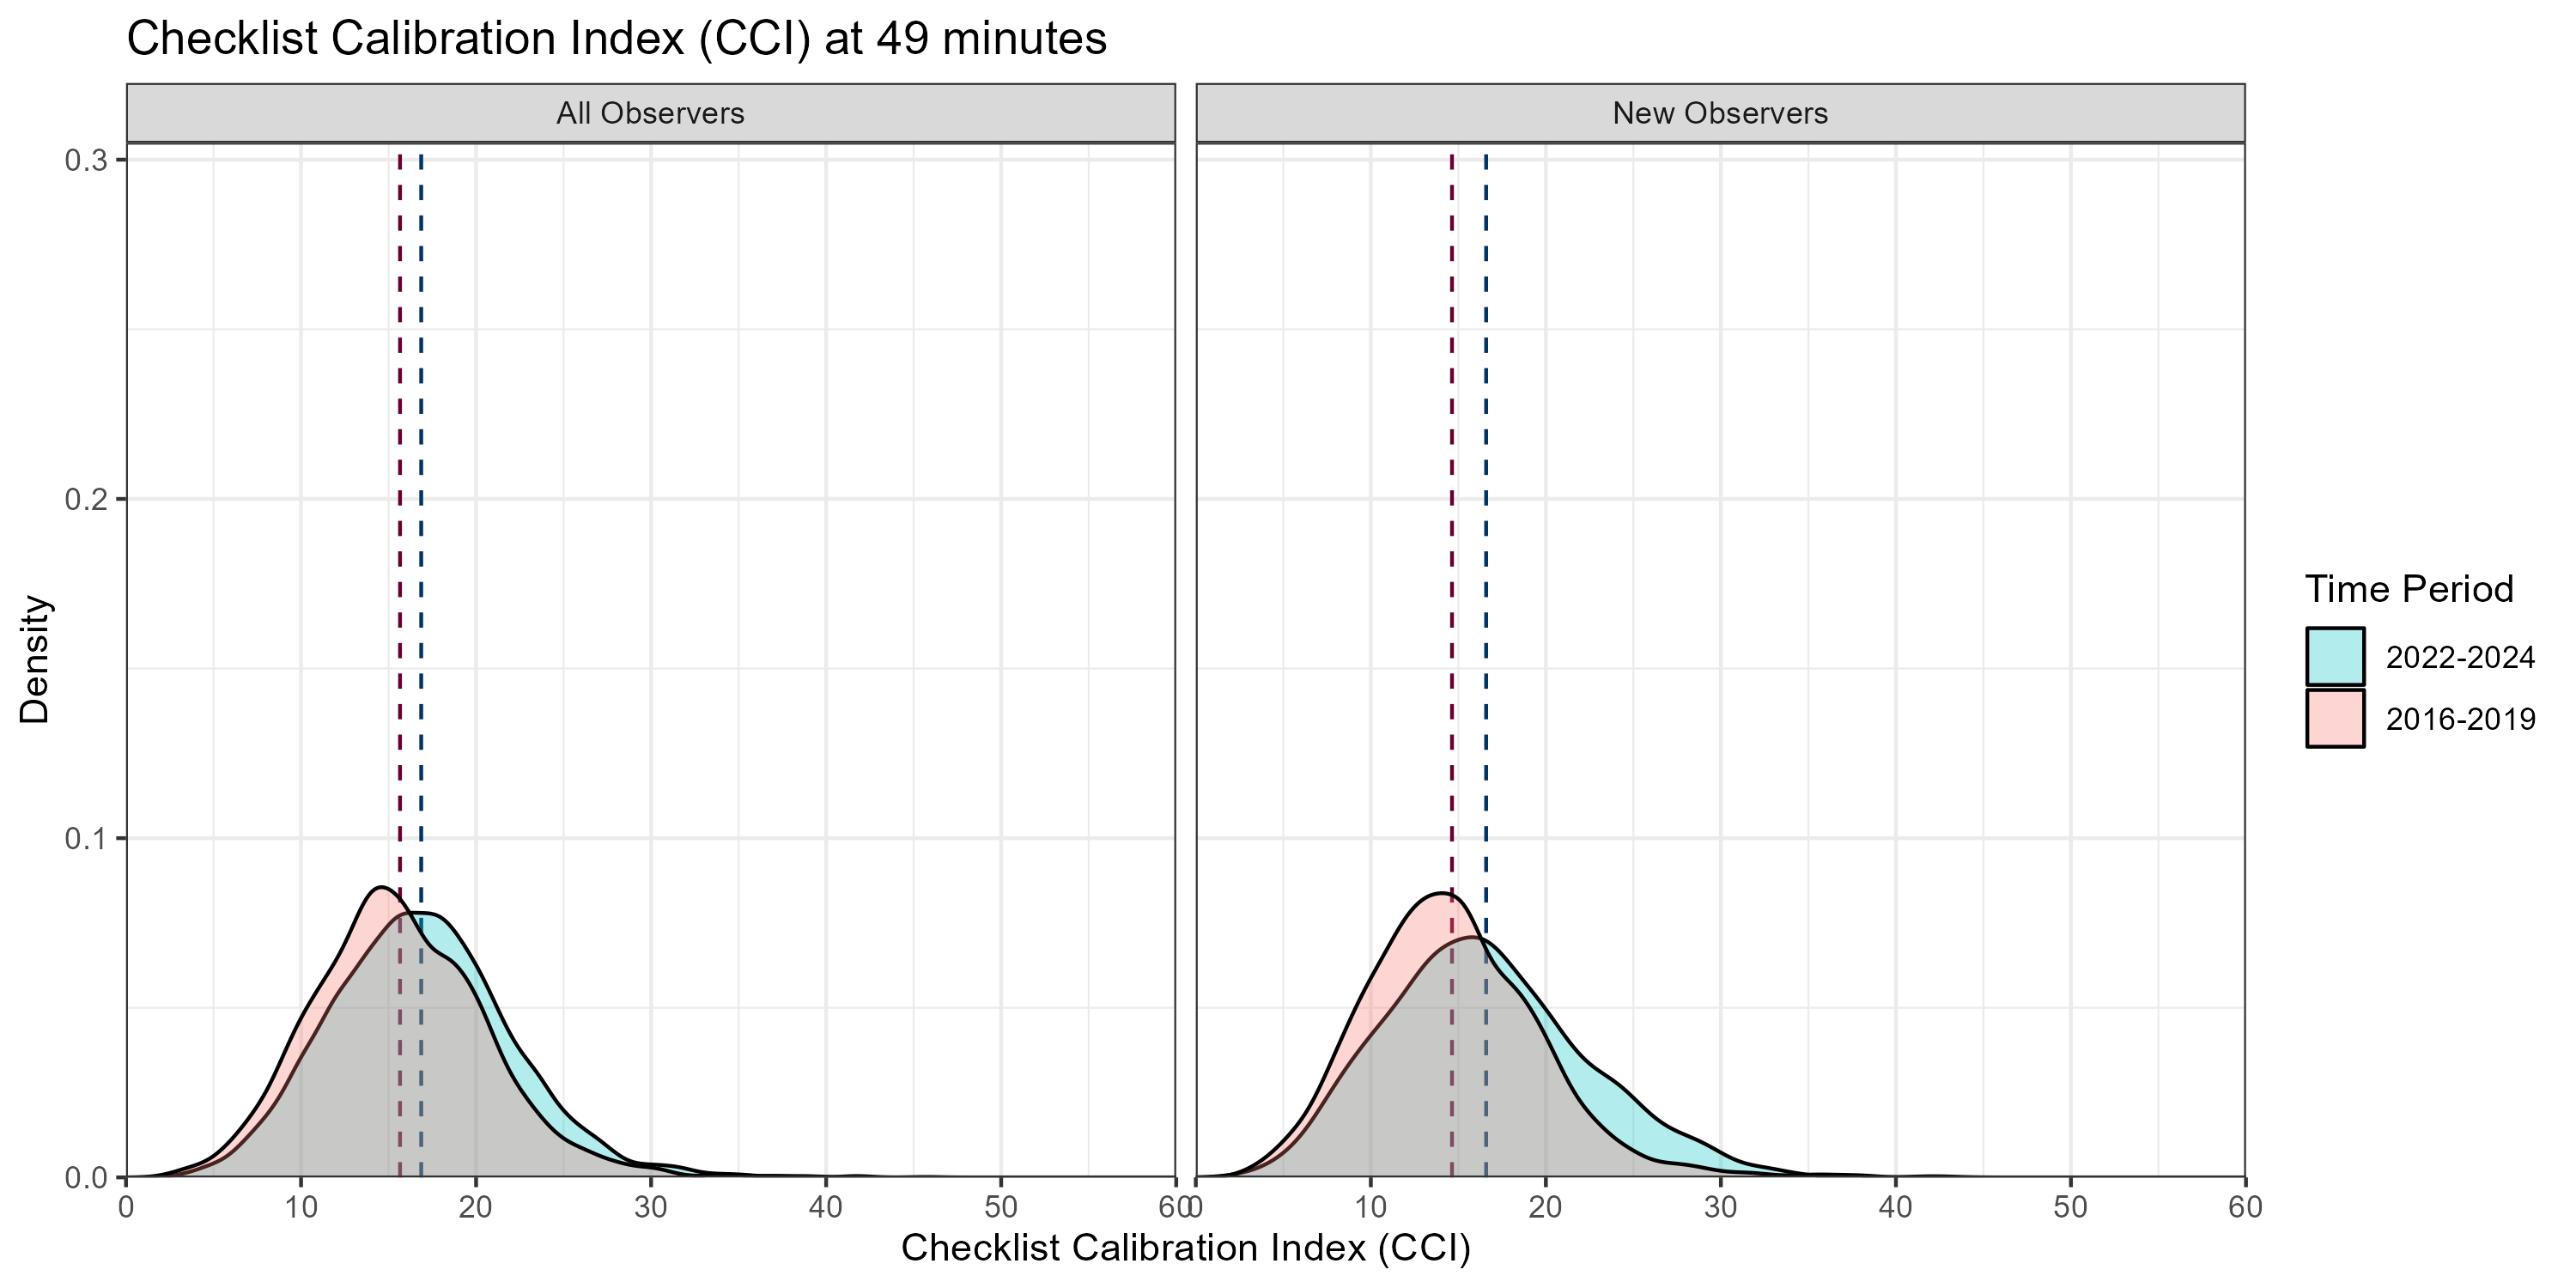 Checklist Calibration Index (CCI) at 49 minutes
All Observers
New Observers
0.3
0.2
0.1
0.0
Density
0 10 20 30 40 50 60
0 10 20 30 40 50 60
Checklist Calibration Index (CCI)
Time Period
2022-2024
2016-2019